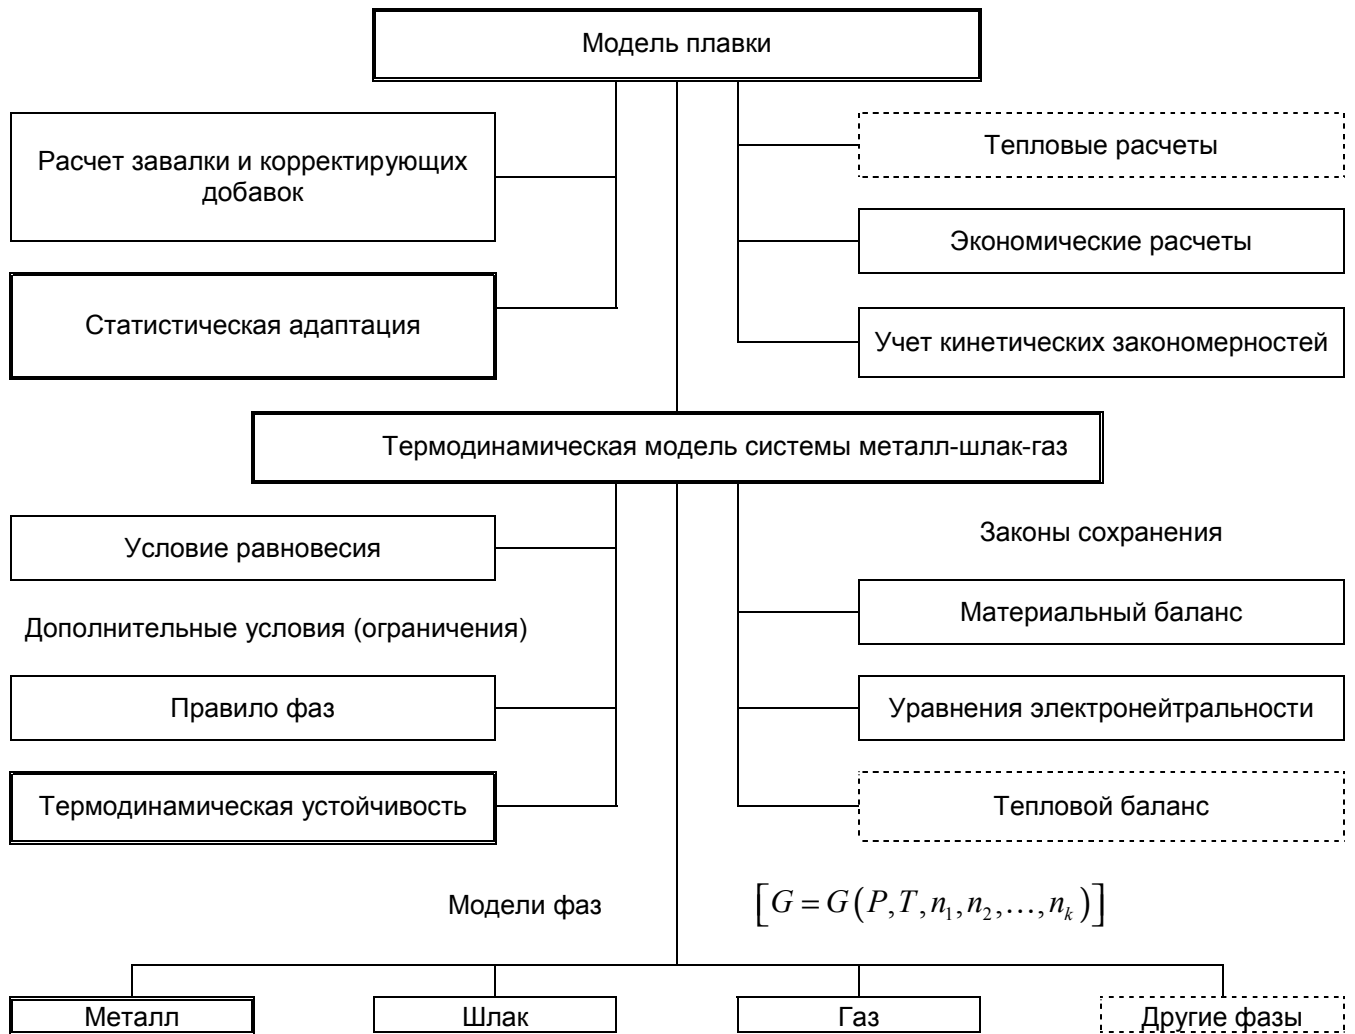 Модель плавки
Расчет завалки и корректирующих
добавок
Статистическая адаптация
Тепловые расчеты
Экономические расчеты
Учет кинетических закономерностей
Термодинамическая модель системы металл-шлак-газ
Условие равновесия
Дополнительные условия (ограничения)
Правило фаз
Термодинамическая устойчивость
Законы сохранения
Материальный баланс
Уравнения электронейтральности
Тепловой баланс
Модели фаз
[G = G(P, T, n₁, n₂, …, nₖ)]
Металл
Шлак
Газ
Другие фазы